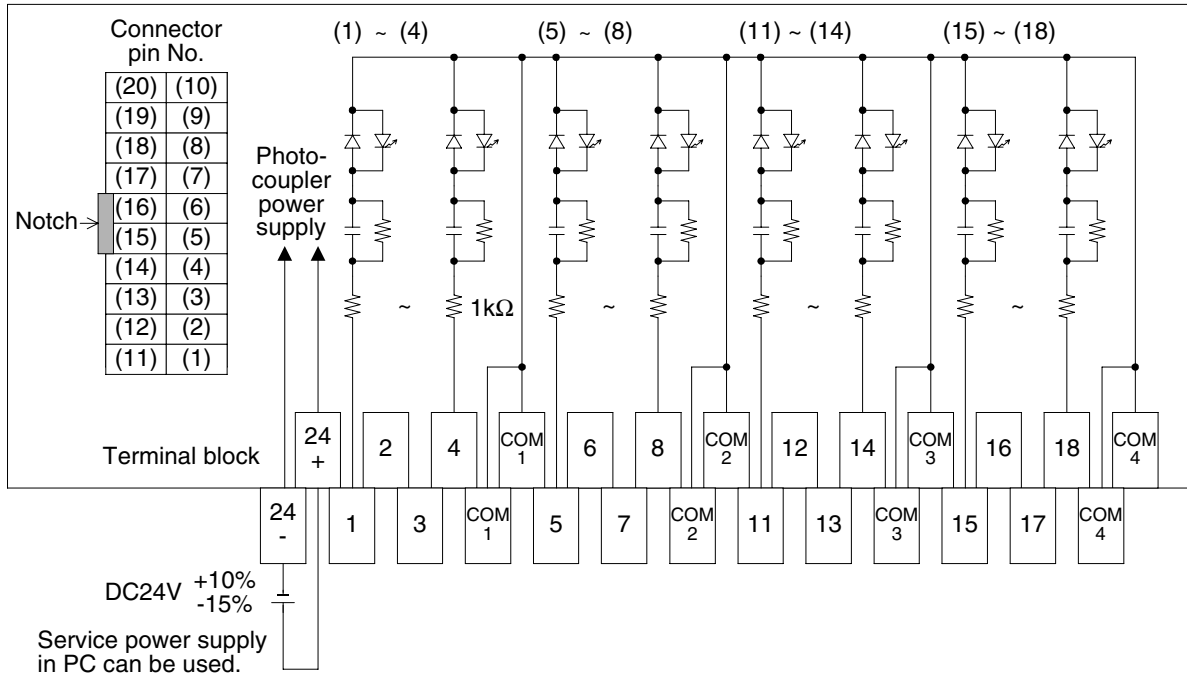 Connector
pin No.
(20) (10)
(19) (9)
(18) (8)
(17) (7)
(16) (6)
(15) (5)
(14) (4)
(13) (3)
(12) (2)
(11) (1)
Notch
Photo-
coupler
power
supply
(1) ~ (4) (5) ~ (8) (11) ~ (14) (15) ~ (18)
~ 1kΩ ~ ~ ~
Terminal block
24 + 2 4 COM 1 6 8 COM 2 12 14 COM 3 16 18 COM 4
24 - 1 3 COM 1 5 7 COM 2 11 13 COM 3 15 17 COM 4
DC24V +10%
-15%
Service power supply
in PC can be used.